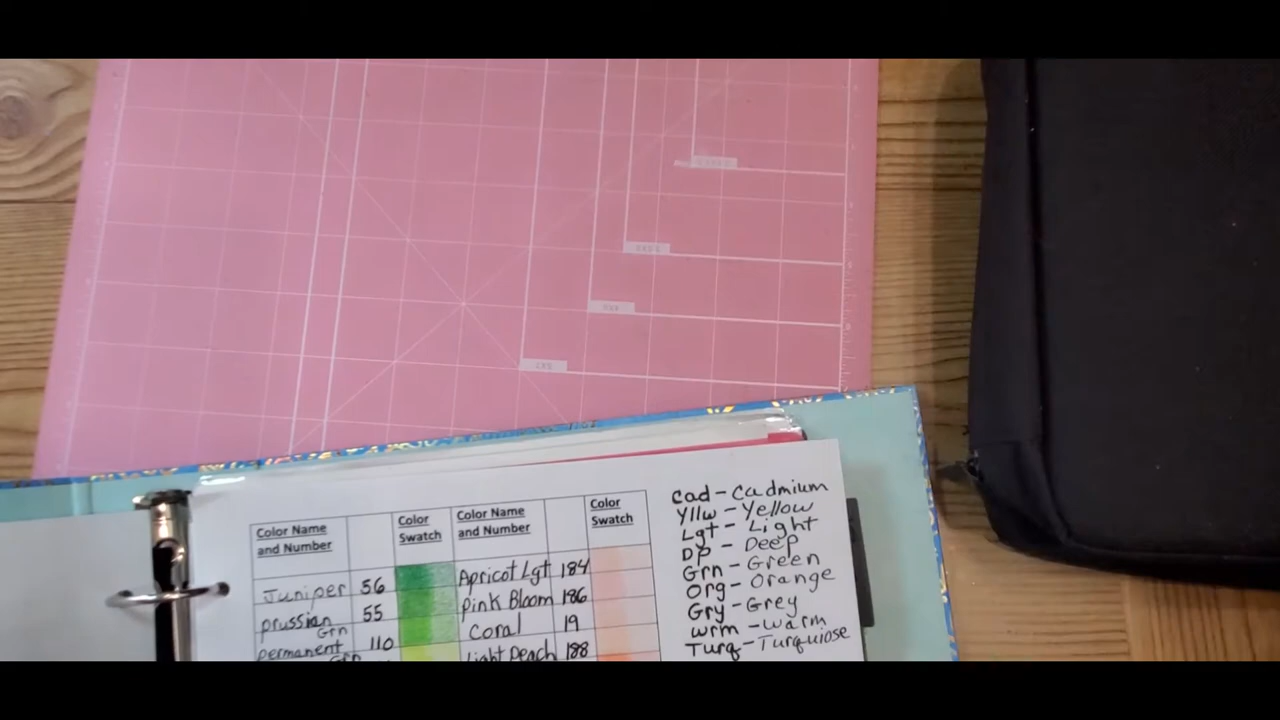 Color Name
and Number
Color
Swatch
Color Name
and Number
Color
Swatch
Juniper 56
Apricot Lgt 184
prussian
Grn 55
Pink Bloom 186
permanent
Grn 110
Coral 19
Light Peach 188
Cad - Cadmium
Yllw - Yellow
Lgt - Light
DP - Deep
Grn - Green
Org - Orange
Gry - Grey
wrm - warm
Turq - Turquiose